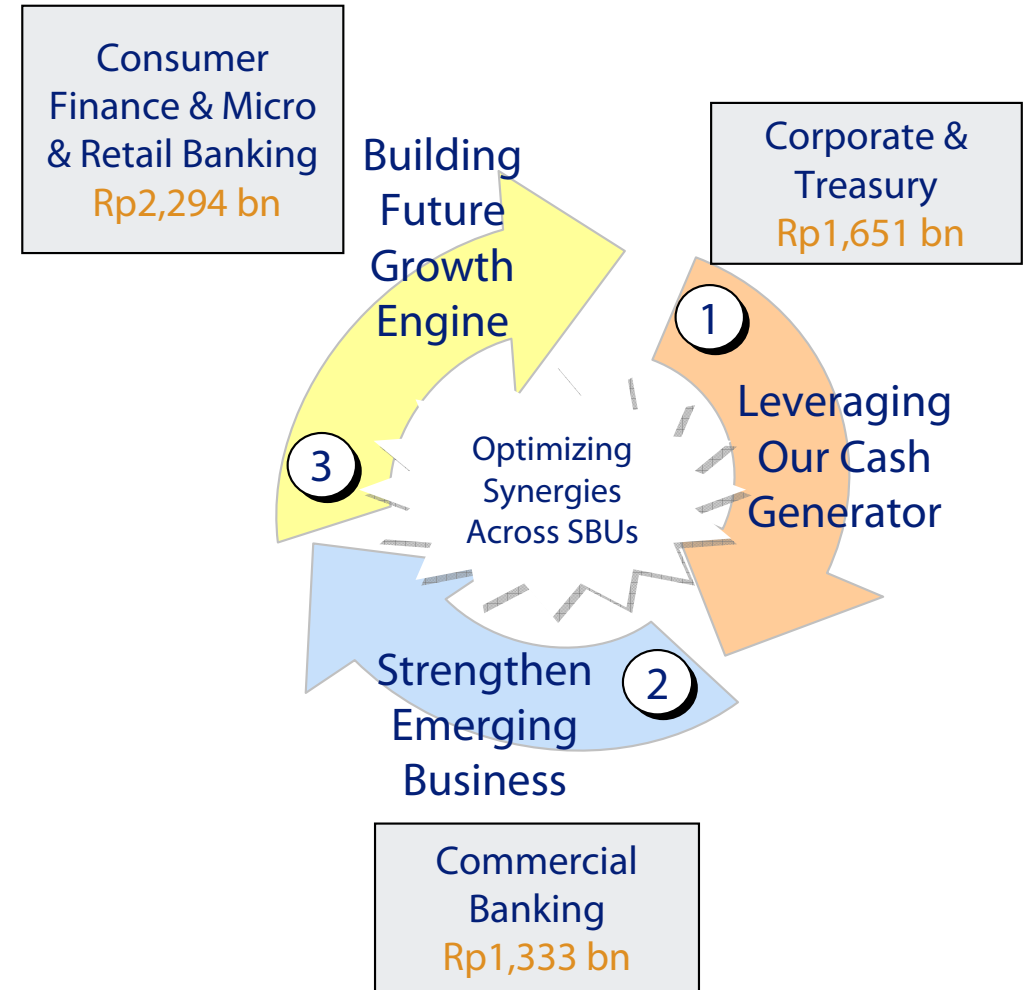 Consumer
Finance & Micro
& Retail Banking
Rp2,294 bn
Corporate &
Treasury
Rp1,651 bn
Building
Future
Growth
Engine
1
Leveraging
Our Cash
Generator
3
Optimizing
Synergies
Across SBUs
2
Strengthen
Emerging
Business
Commercial
Banking
Rp1,333 bn